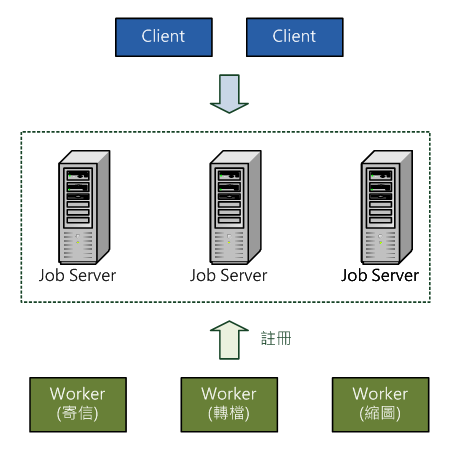 Client Client
Job Server Job Server Job Server
註冊
Worker Worker Worker
(寄信) (轉檔) (縮圖)